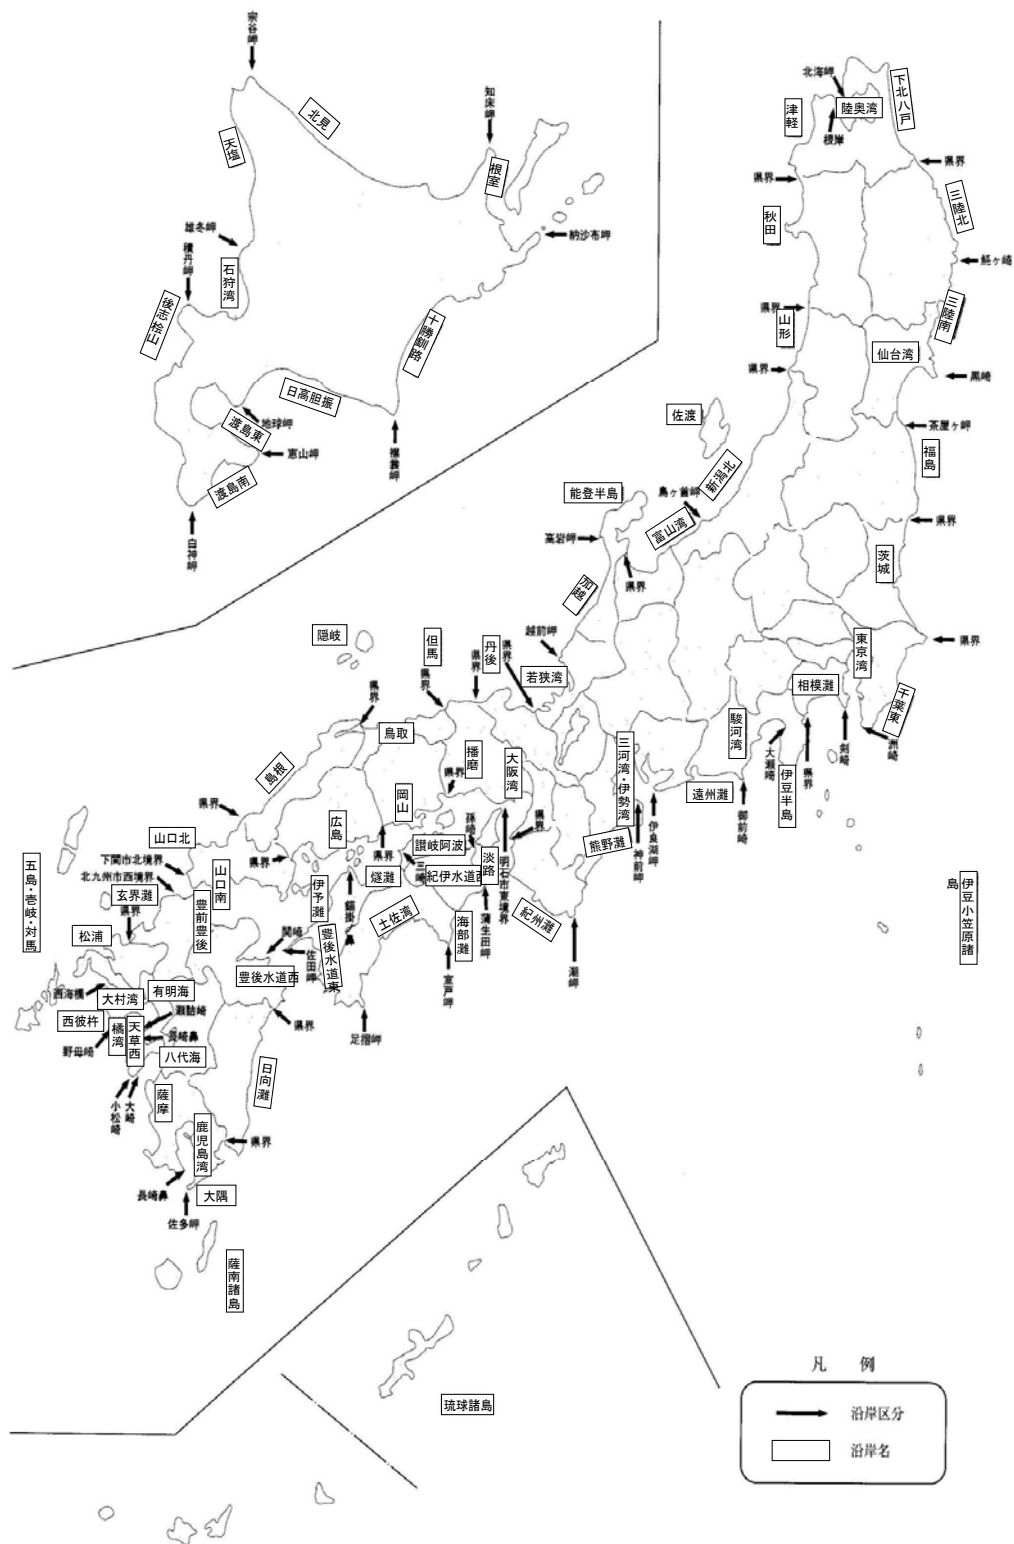 宗谷岬
北見
知床岬
天塩
根室
雄冬岬
納沙布岬
積丹岬
石狩湾
後志桧山
十勝釧路
日高胆振
地球岬
渡島東
恵山岬
襟裳岬
渡島南
白神岬
北海岬
下北八戸
陸奥湾
津軽
根岸
県界
県界
三陸北
秋田
鮫ヶ崎
県界
三陸南
山形
仙台湾
県界
黒崎
佐渡
茶屋ヶ岬
福島
新潟北
鳥ヶ首岬
能登半島
富山湾
高岩岬
県界
県界
茨城
加越
県界
越前岬
東京湾
隠岐
但馬
丹後
県界
県界
県界
県界
若狭湾
相模灘
千葉東
駿河湾
大瀬崎
伊豆半島
県界
剣崎
洲崎
鳥取
島根
播磨
大阪湾
三河湾・伊勢湾
県界
岡山
遠州灘
御前崎
県界
広島
孫崎
県界
熊野灘
神前岬
伊良湖岬
山口北
下関市北境界
北九州市西境界
県界
県界
讃岐阿波
三崎
淡路
明石市東境界
五島・壱岐・対馬
山口南
玄界灘
県界
豊前豊後
伊予灘
燧灘
紀伊水道西
蒲生田岬
紀州灘
潮岬
松浦
土佐湾
海部灘
室戸岬
関崎
佐田岬
豊後水道東
豊後水道西
足摺岬
県界
西海橋
大村湾
有明海
瀬詰崎
西彼杵
橘湾
天草西
長崎鼻
野母崎
八代海
小松崎
大崎
薩摩
日向灘
鹿児島湾
県界
長崎鼻
大隅
佐多岬
薩南諸島
伊豆小笠原諸島
琉球諸島
凡 例
沿岸区分
沿岸名